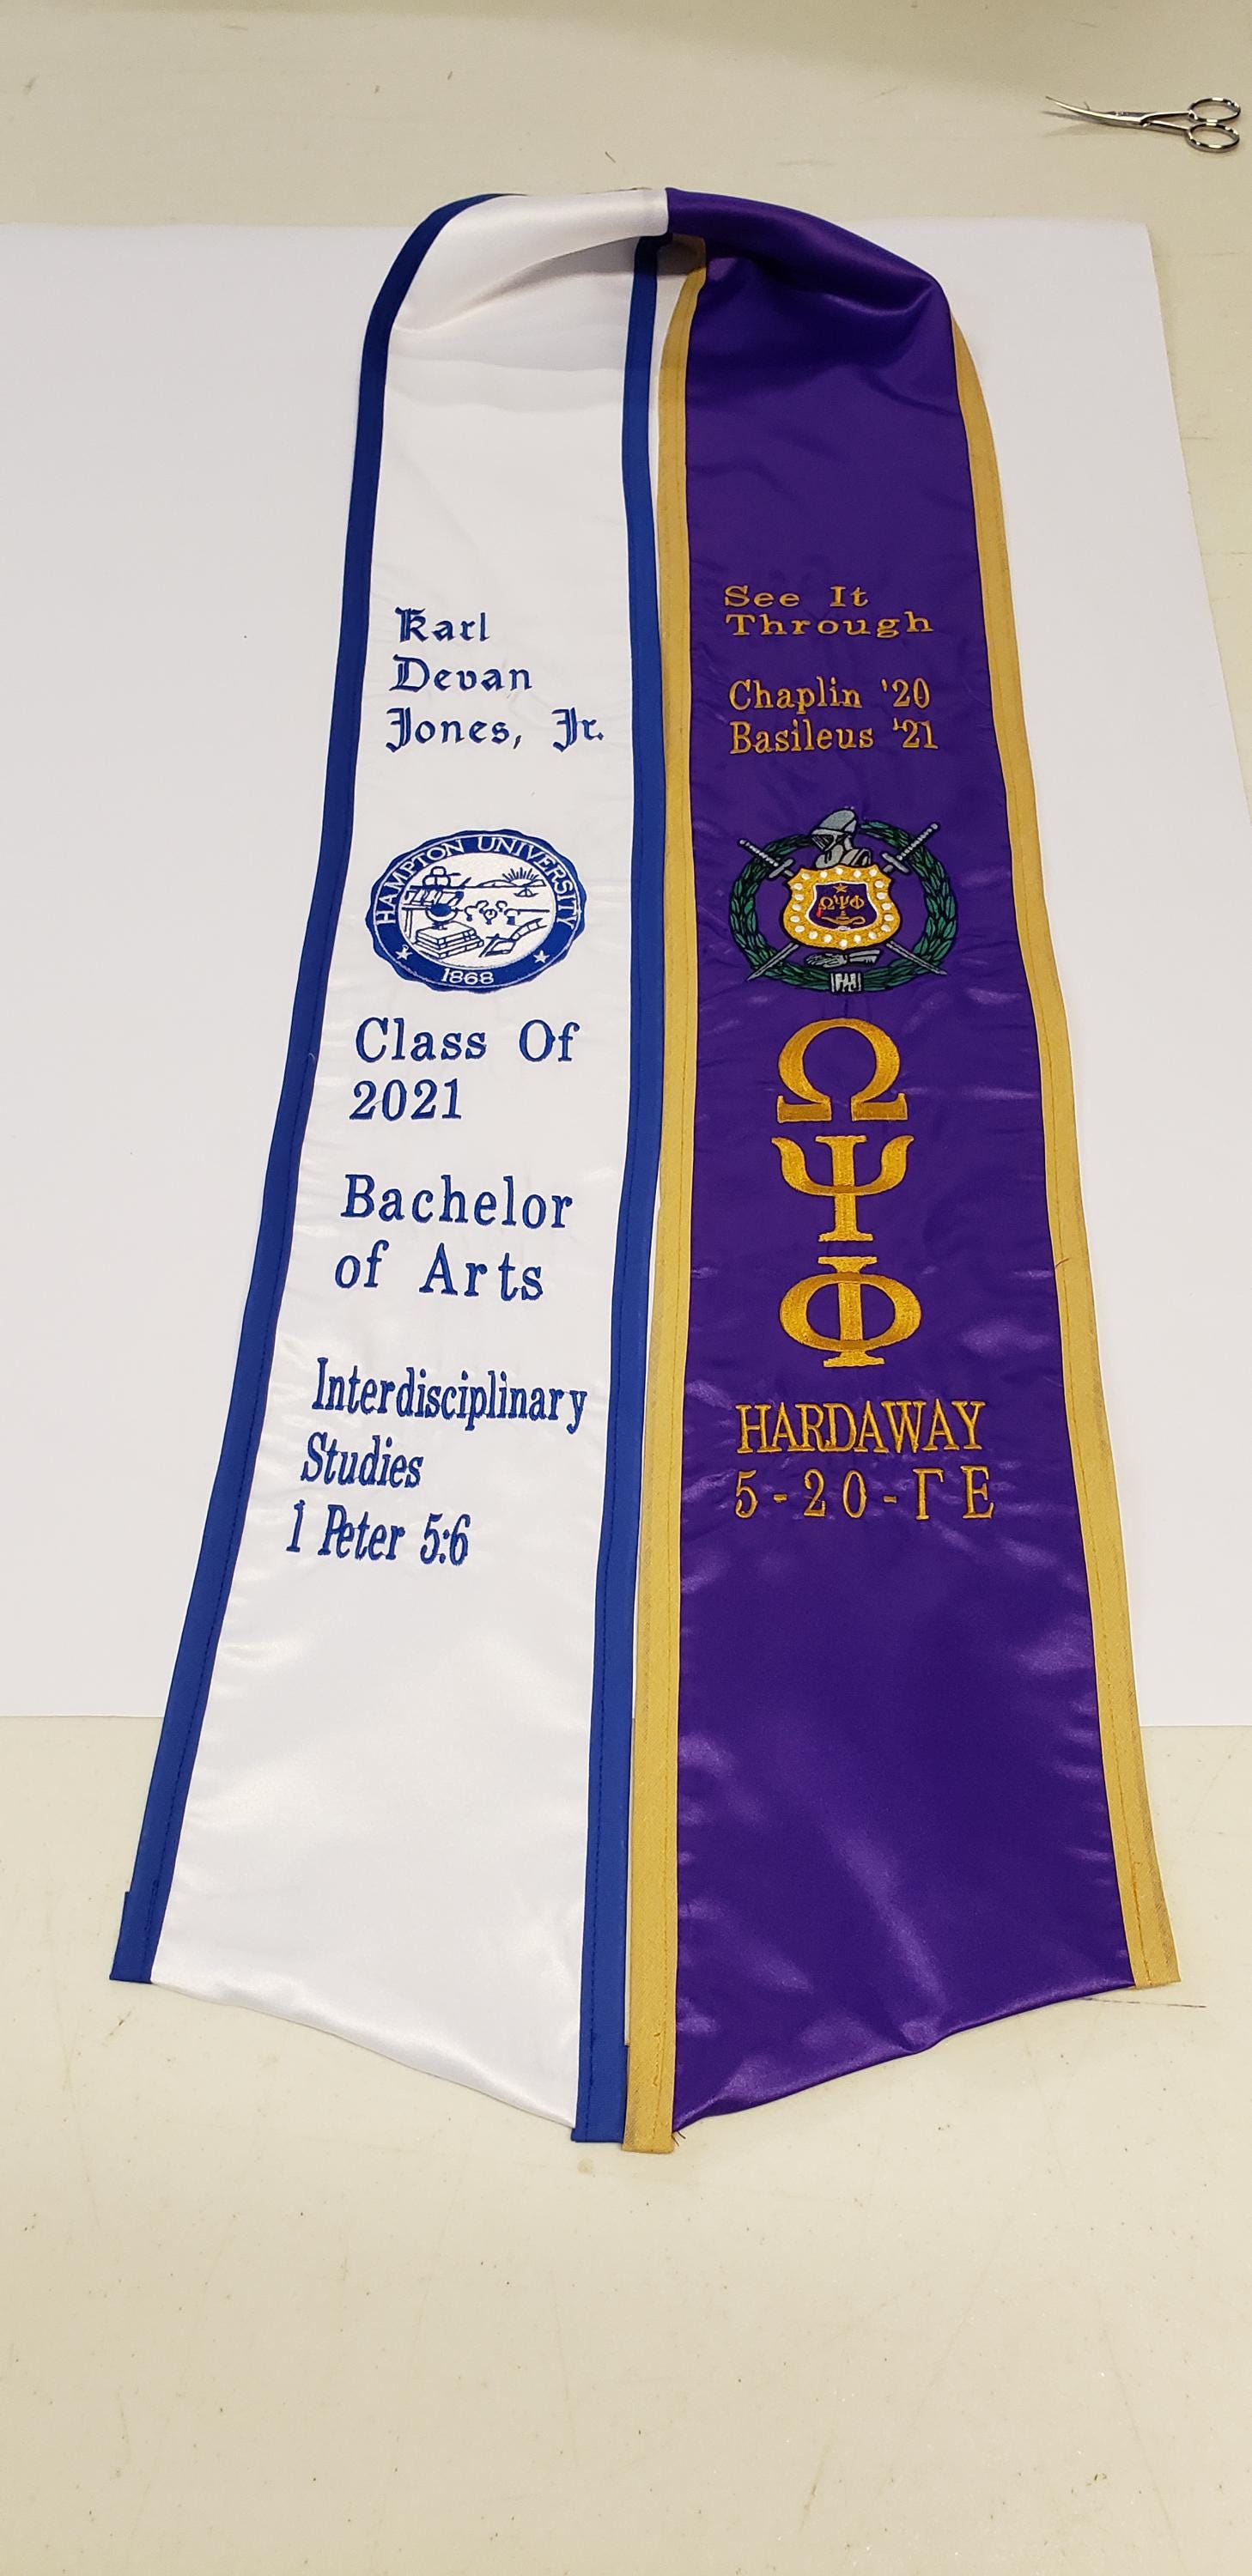 Karl
Devan
Jones, Jr.
HAMPTON UNIVERSITY
1868
Class Of
2021
Bachelor
of Arts
Interdisciplinary
Studies
1 Peter 5:6
See It
Through
Chaplin '20
Basileus '21
ΩΨΦ
Ω
Ψ
Φ
HARDAWAY
5-20-ΓΕ